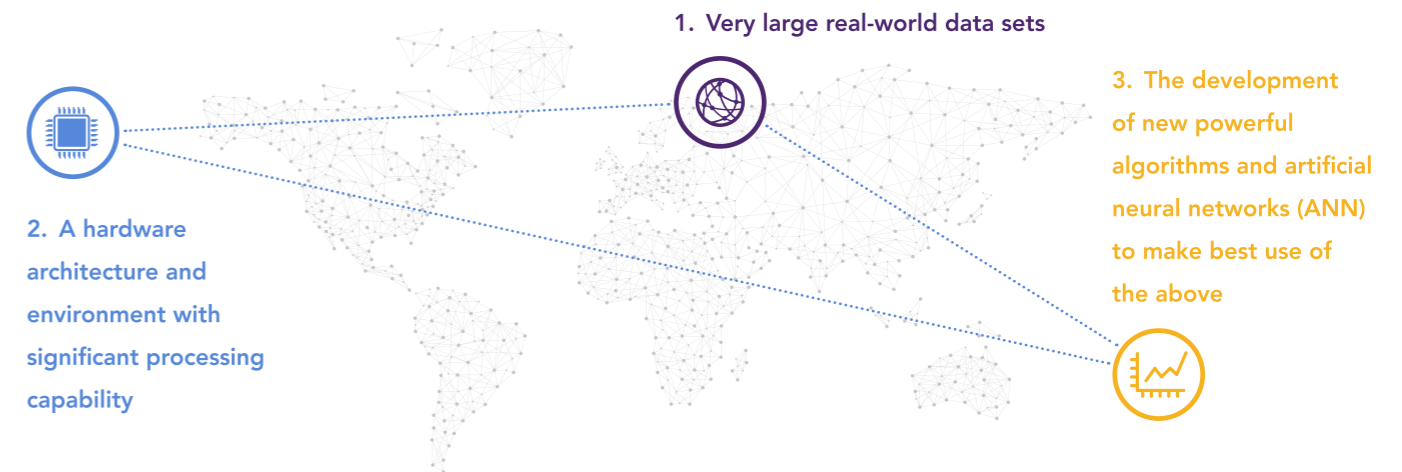 1. Very large real-world data sets
2. A hardware
architecture and
environment with
significant processing
capability
3. The development
of new powerful
algorithms and artificial
neural networks (ANN)
to make best use of
the above